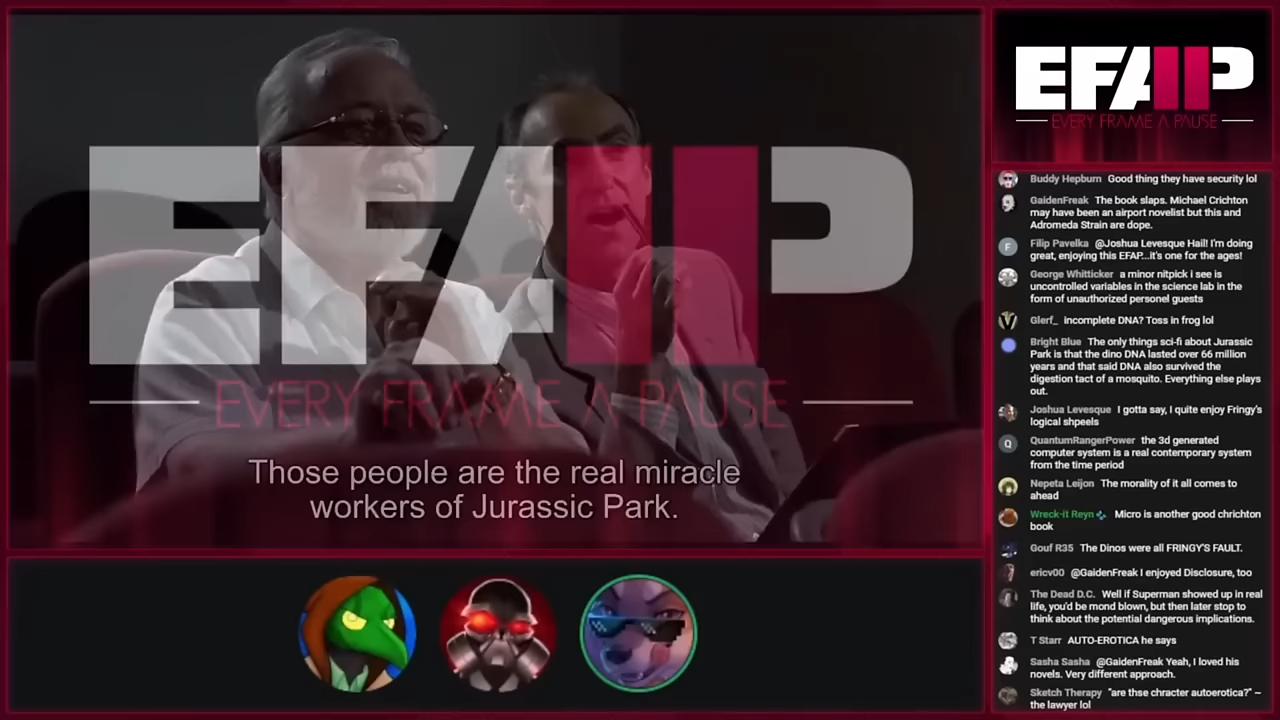 EFAP
EVERY FRAME A PAUSE
Those people are the real miracle
workers of Jurassic Park.
EFAP
EVERY FRAME A PAUSE
Buddy Hepburn Good thing they have security lol
GaidenFreak The book slaps. Michael Crichton
may have been an airport novelist but this and
Adromeda Strain are dope.
F
Filip Pavelka @Joshua Levesque Hail! I'm doing
great, enjoying this EFAP...it's one for the ages!
George Whitticker a minor nitpick i see is
uncontrolled variables in the science lab in the
form of unauthorized personel guests
Glerf_ incomplete DNA? Toss in frog lol
Bright Blue The only things sci-fi about Jurassic
Park is that the dino DNA lasted over 66 million
years and that said DNA also survived the
digestion tact of a mosquito. Everything else plays
out.
Joshua Levesque I gotta say, I quite enjoy Fringy's
logical shpeels
Q
QuantumRangerPower the 3d generated
computer system is a real contemporary system
from the time period
Nepeta Leijon The morality of it all comes to
ahead
Wreck-it Reyn Micro is another good chrichton
book
Gouf R35 The Dinos were all FRINGY'S FAULT.
ericv00 @GaidenFreak I enjoyed Disclosure, too
The Dead D.C. Well if Superman showed up in real
life, you'd be mond blown, but then later stop to
think about the potential dangerous implications.
T Starr AUTO-EROTICA he says
Sasha Sasha @GaidenFreak Yeah, I loved his
novels. Very different approach.
Sketch Therapy "are thse chracter autoerotica?" –
the lawyer lol